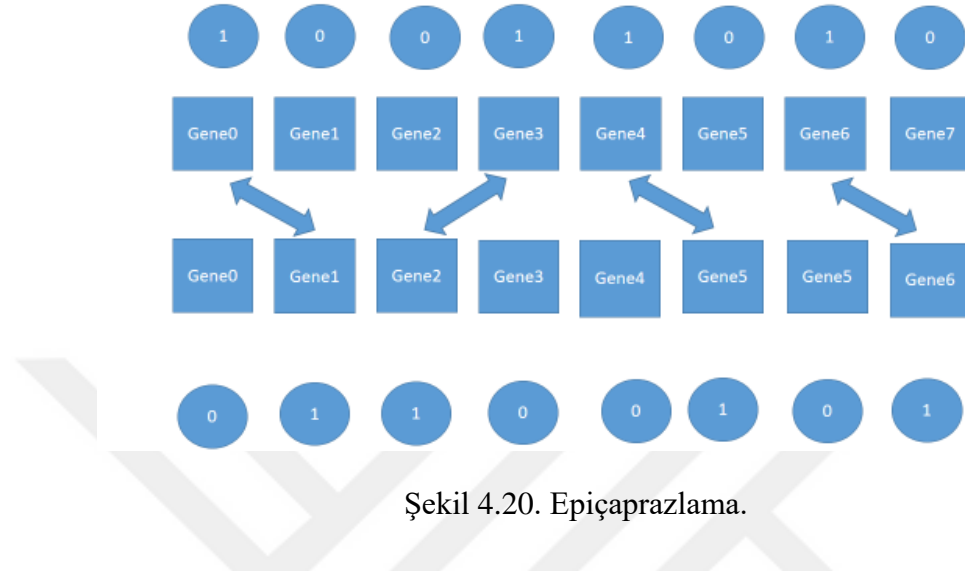 1 0 0 1 1 0 1 0
Gene0 Gene1 Gene2 Gene3 Gene4 Gene5 Gene6 Gene7
Gene0 Gene1 Gene2 Gene3 Gene4 Gene5 Gene5 Gene6
0 1 1 0 0 1 0 1
Şekil 4.20. Epiçaprazlama.